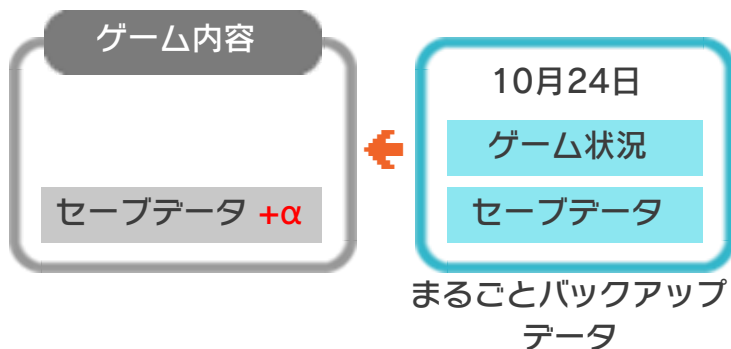 ゲーム内容
セーブデータ +α
10月24日
ゲーム状況
セーブデータ
まるごとバックアップ
データ